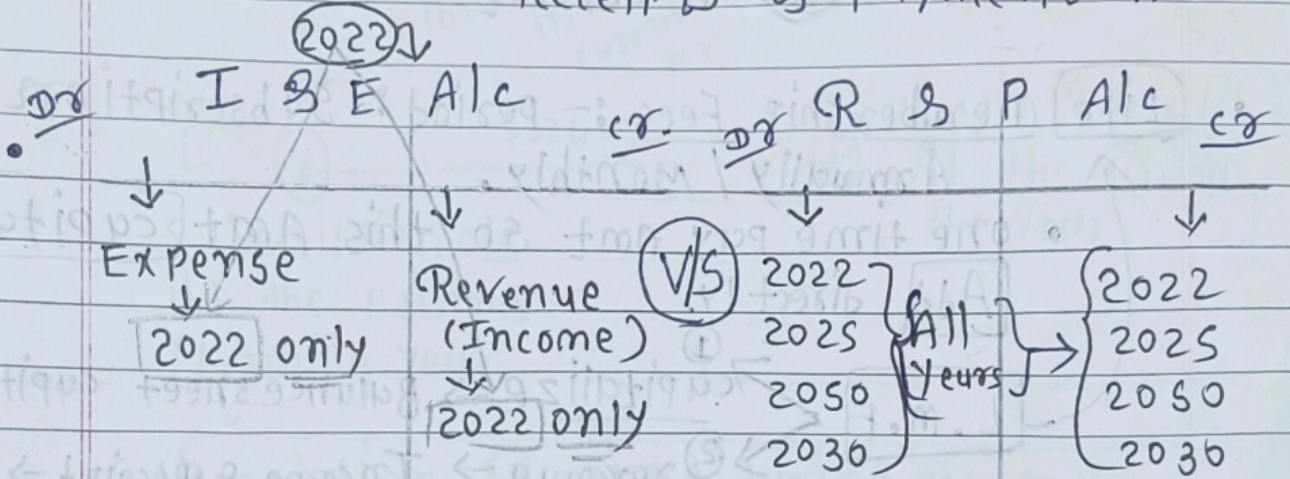 2022
Dr I & E A/c Cr. Dr R & P A/c Cr
Expense Revenue V/S 2022 All 2022
2022 only (Income) 2025 Years 2025
2022 only 2050 2050
2030 2030